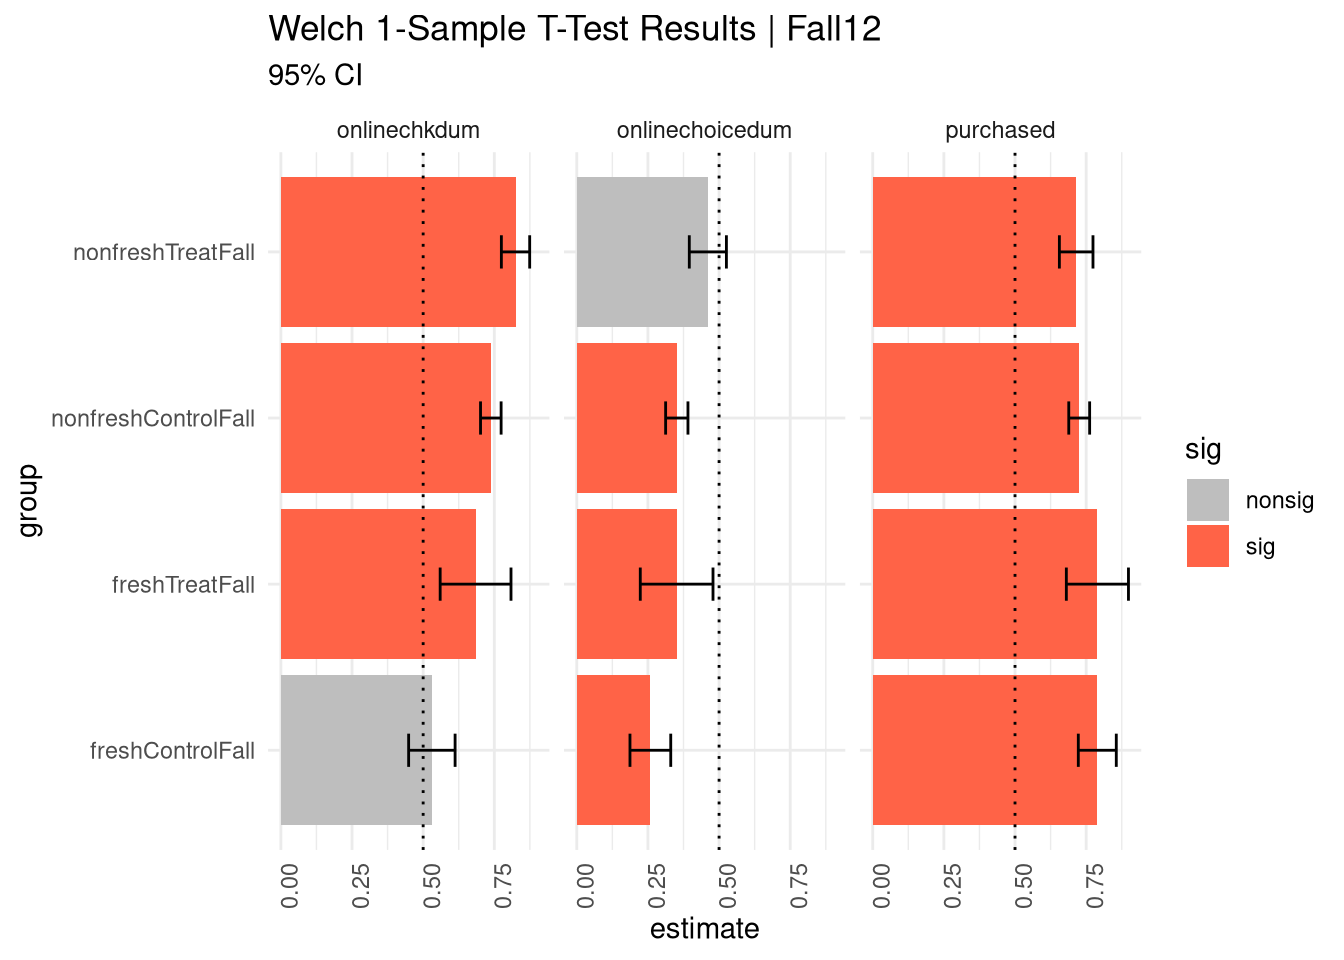 Welch 1-Sample T-Test Results | Fall12
95% CI
onlinechkdum
onlinechoicedum
purchased
nonfreshTreatFall
nonfreshControlFall
freshTreatFall
freshControlFall
group
0.00
0.25
0.50
0.75
0.00
0.25
0.50
0.75
0.00
0.25
0.50
0.75
estimate
sig
nonsig
sig